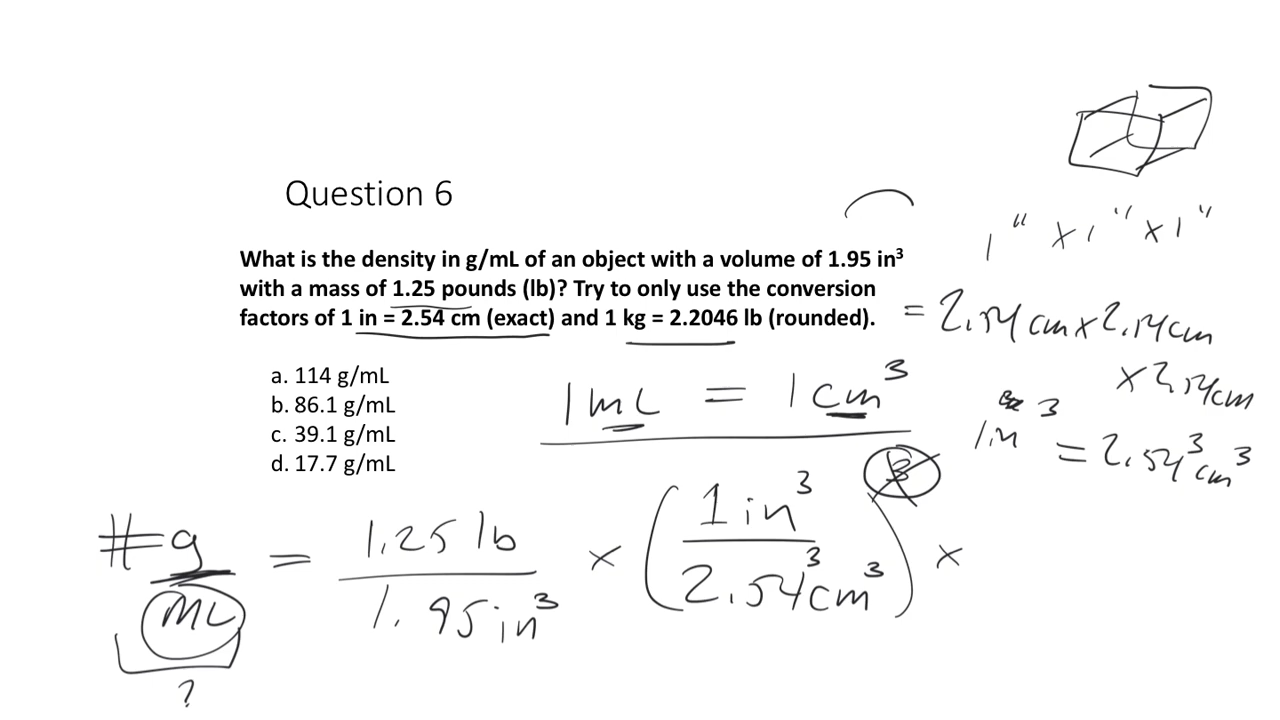 Question 6
What is the density in g/mL of an object with a volume of 1.95 in³
with a mass of 1.25 pounds (lb)? Try to only use the conversion
factors of 1 in = 2.54 cm (exact) and 1 kg = 2.2046 lb (rounded).
a. 114 g/mL
b. 86.1 g/mL
c. 39.1 g/mL
d. 17.7 g/mL
1" x 1" x 1"
= 2.54 cm x 2.54 cm
x 2.54 cm
1 in³ = 2.54³ cm³
1 mL = 1 cm³
# g / mL = 1.25 lb / 1.95 in³ x ( 1 in³ / 2.54³ cm³ ) x
?